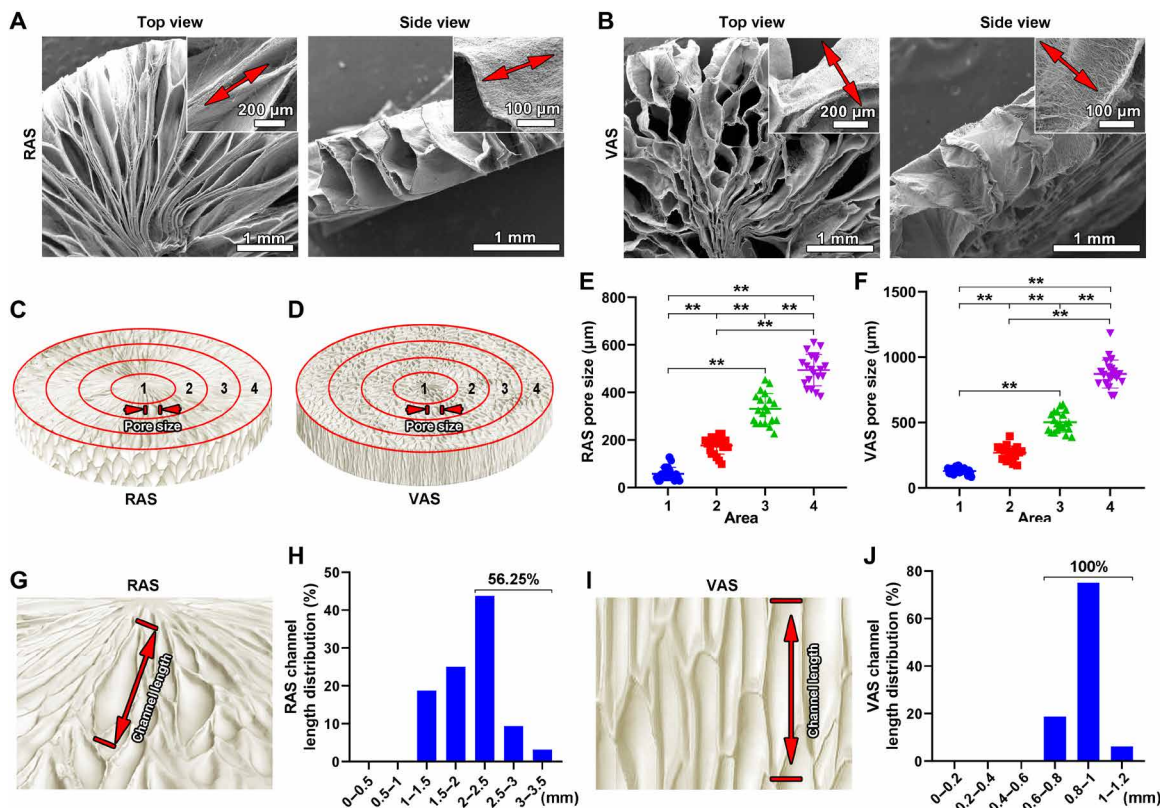 A
Top view
Side view
RAS
200 µm
100 µm
1 mm
1 mm
B
Top view
Side view
VAS
200 µm
100 µm
1 mm
1 mm
C
1 2 3 4
Pore size
RAS
D
1 2 3 4
Pore size
VAS
E
RAS pore size (µm)
800
600
400
200
0
**
** ** **
**
**
1 2 3 4
Area
F
VAS pore size (µm)
1500
1000
500
0
**
** ** **
**
**
1 2 3 4
Area
G
RAS
Channel length
H
RAS channel
length distribution (%)
50
40
30
20
10
0
56.25%
0–0.5
0.5–1
1–1.5
1.5–2
2–2.5
2.5–3
3–3.5
(mm)
I
VAS
Channel length
J
VAS channel
length distribution (%)
80
60
40
20
0
100%
0–0.2
0.2–0.4
0.4–0.6
0.6–0.8
0.8–1
1–1.2
(mm)